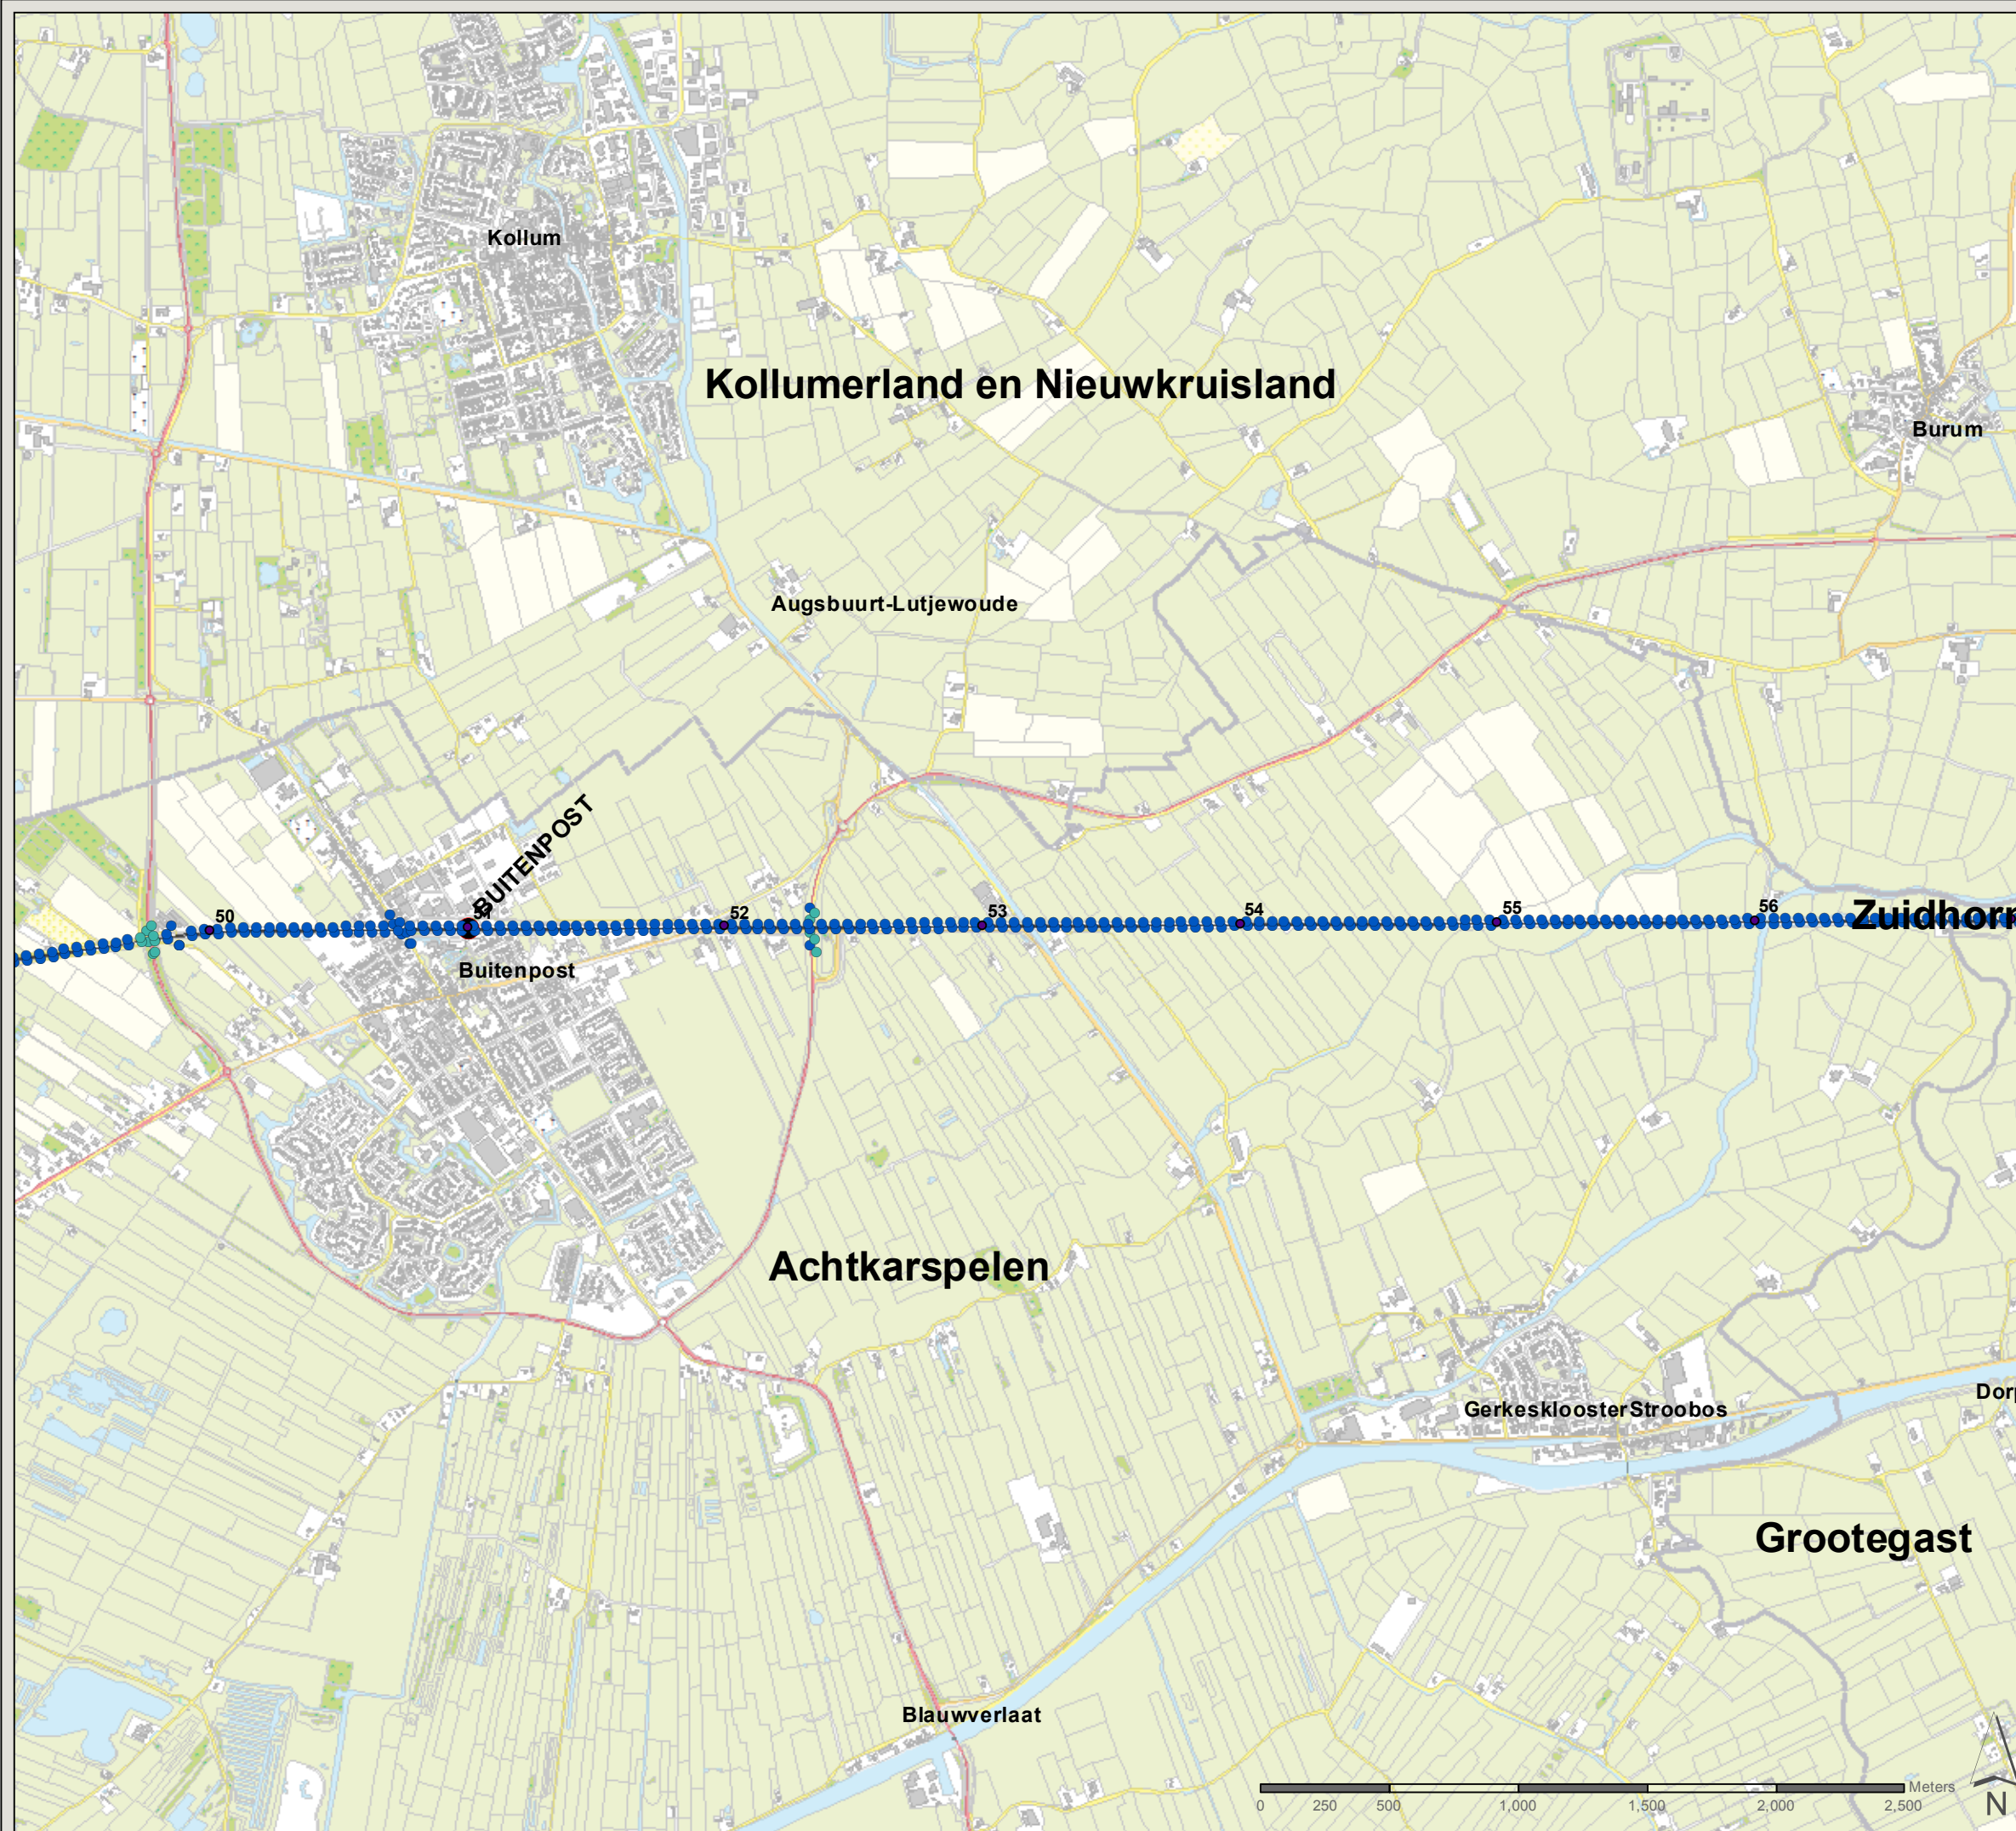 Kollum
Kollumerland en Nieuwkruisland
Burum
Augsbuurt-Lutjewoude
BUITENPOST
50
51
52
53
54
55
56
Zuidhorn
Buitenpost
Achtkarspelen
GerkesklooosterStroobos
Grootegast
Blauwverlaat
Meters
0 250 500 1,000 1,500 2,000 2,500
N